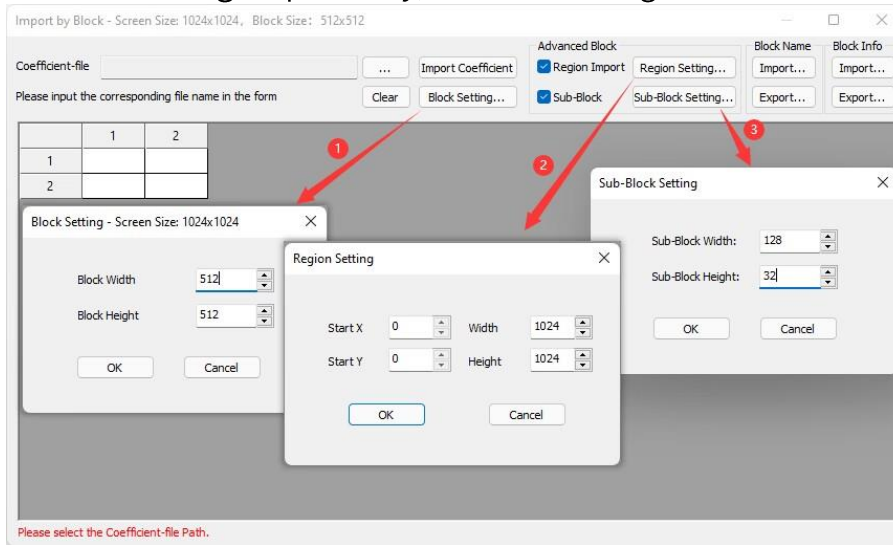 Import by Block - Screen Size: 1024x1024, Block Size: 512x512
Advanced Block
Block Name
Block Info
Coefficient-file
...
Import Coefficient
Region Import
Region Setting...
Import...
Import...
Please input the corresponding file name in the form
Clear
Block Setting...
Sub-Block
Sub-Block Setting...
Export...
Export...
1 2
1
2
1
2
3
Block Setting - Screen Size: 1024x1024
Block Width 512
Block Height 512
OK Cancel
Region Setting
Start X 0 Width 1024
Start Y 0 Height 1024
OK Cancel
Sub-Block Setting
Sub-Block Width: 128
Sub-Block Height: 32
OK Cancel
Please select the Coefficient-file Path.